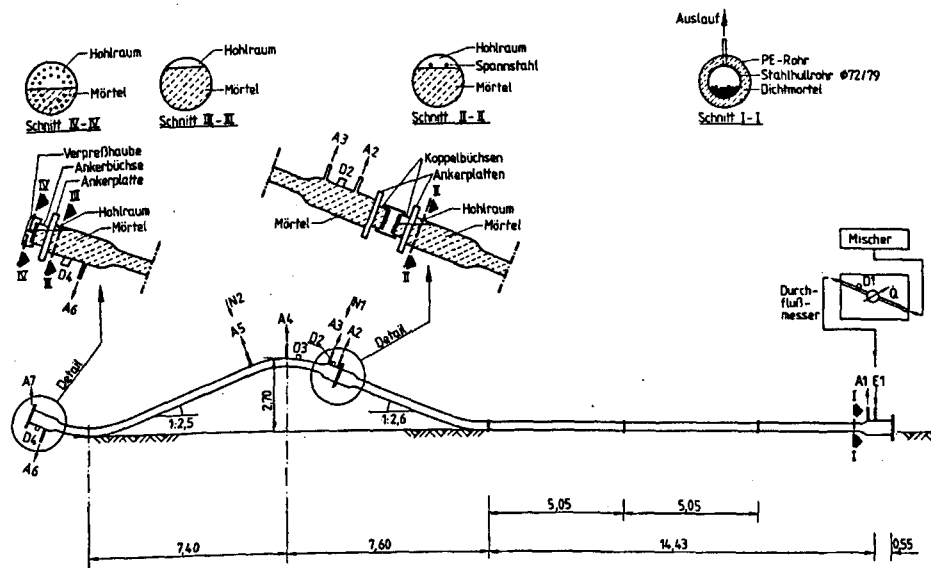 Auslauf
Hohlraum
Mörtel
Schnitt IV-IV
Hohlraum
Mörtel
Schnitt III-III
Hohlraum
Spannstahl
Mörtel
Schnitt II-II
PE-Rohr
Stahlhüllrohr Ø72/79
Dichtmörtel
Schnitt I-I
Verpreßhaube
Ankerbüchse
Ankerplatte
IV
III
Hohlraum
Mörtel
IV
III
D4
A6
A3
D2
A2
Koppelbüchsen
Ankerplatten
II
Hohlraum
Mörtel
Mörtel
II
Mischer
D1
Q
Durch-
flußmesser
Detail
N2
A5
A4
D3
N1
D2
A3
A2
Detail
A7
D4
A6
1:2,5
2,70
1:2,6
A1 E1
I
I
5,05
5,05
7,40
7,60
14,43
0,55